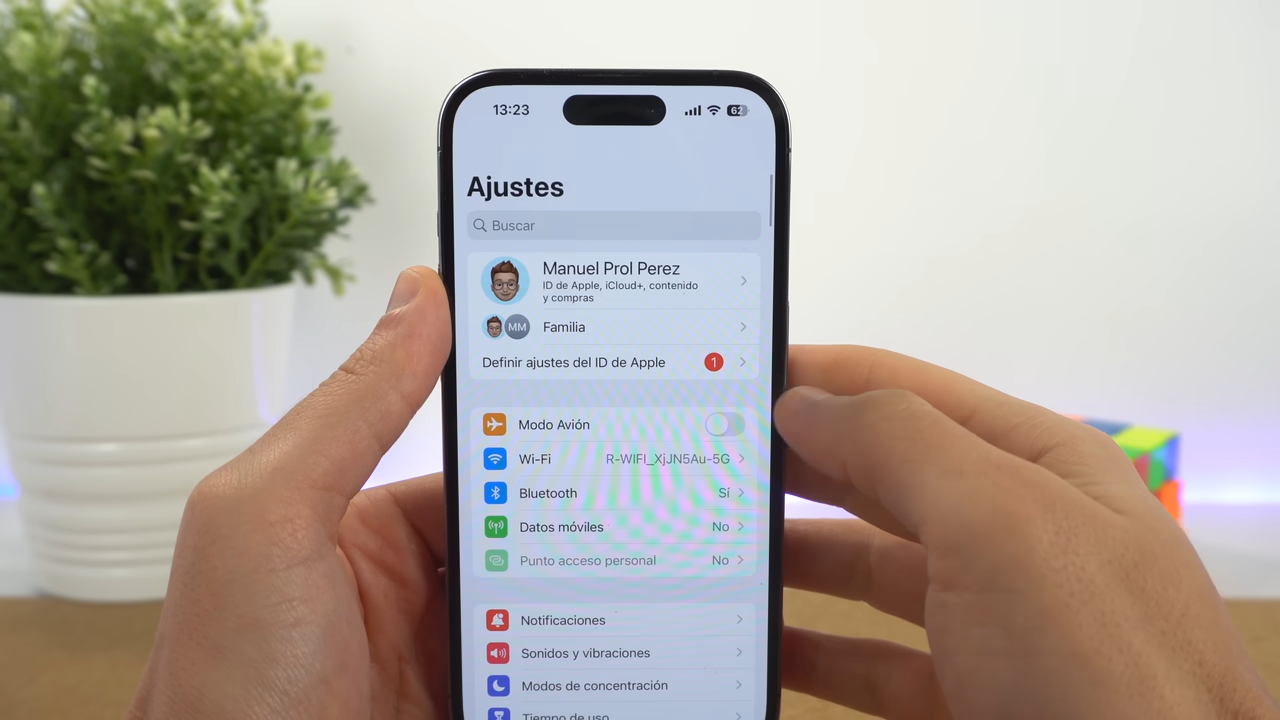 13:23
62
Ajustes
Buscar
Manuel Prol Perez
ID de Apple, iCloud+, contenido
y compras
MM
Familia
Definir ajustes del ID de Apple 1
Modo Avión
Wi-Fi R-WIFI_XjJN5Au-5G
Bluetooth Sí
Datos móviles No
Punto acceso personal No
Notificaciones
Sonidos y vibraciones
Modos de concentración
Tiempo de uso